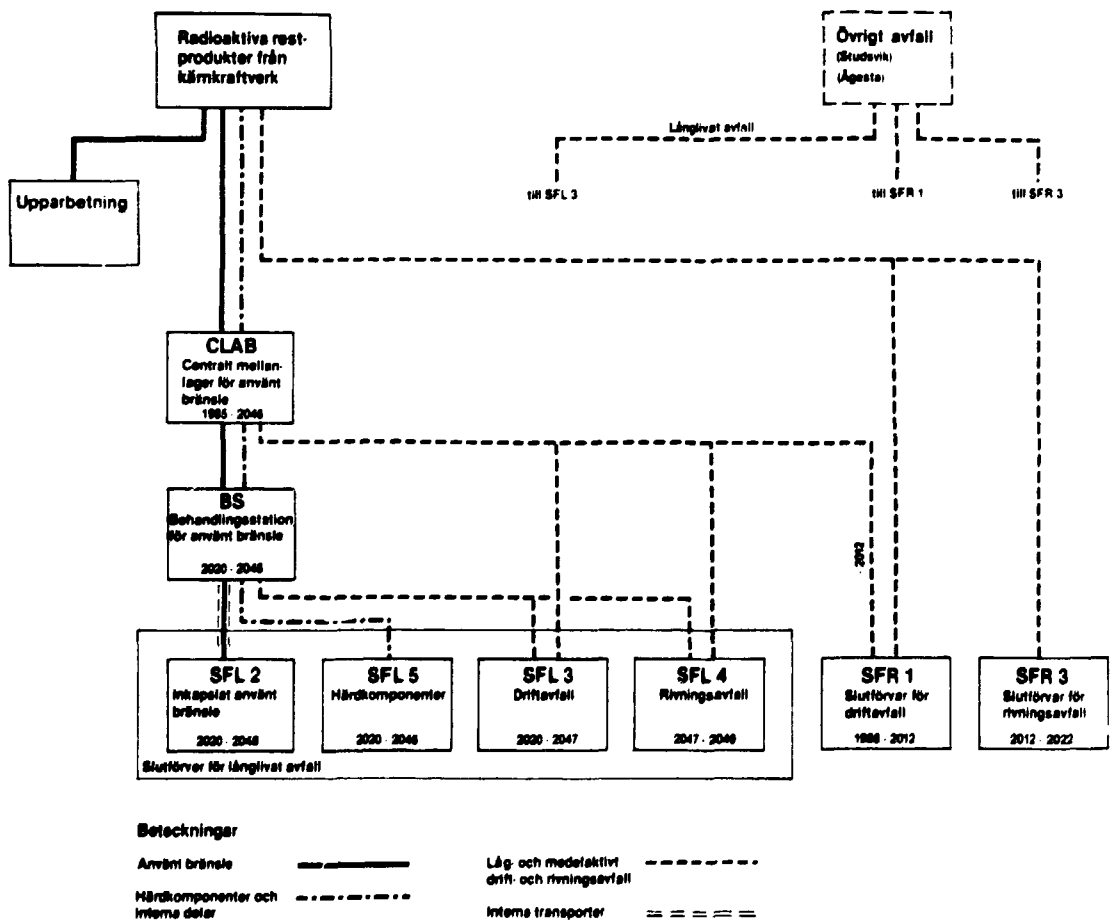 Radioaktiva rest-
produkter från
kärnkraftverk
Övrigt avfall
(Studsvik)
(Ågesta)
Långlivat avfall
Upparbetning
till SFL 3
till SFR 1
till SFR 3
CLAB
Centralt mellan-
lager för använt
bränsle
1985 - 2046
BS
Behandlingsstation
för använt bränsle
2020 - 2046
- 2012
SFL 2
Inkapslat använt
bränsle
2020 - 2046
SFL 5
Härdkomponenter
2020 - 2046
SFL 3
Driftavfall
2020 - 2047
SFL 4
Rivningsavfall
2047 - 2049
SFR 1
Slutförvar för
driftavfall
1988 - 2012
SFR 3
Slutförvar för
rivningsavfall
2012 - 2022
Slutförvar för långlivat avfall
Beteckningar
Använt bränsle
Härdkomponenter och
interna delar
Låg- och medelaktivt
drift- och rivningsavfall
Interna transporter